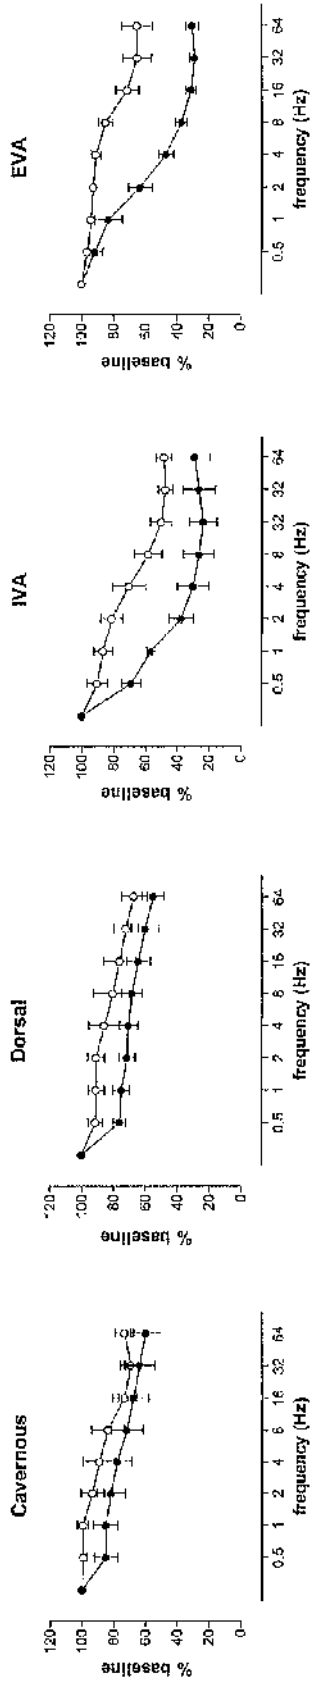 Cavernous
120
100
80
60
40
20
0
% baseline
0.5 1 2 4 6 16 32 64
frequency (Hz)
Dorsal
120
100
80
60
40
20
0
% baseline
0.5 1 2 4 8 16 32 64
frequency (Hz)
IVA
120
100
80
60
40
20
0
% baseline
0.5 1 2 4 8 32 32 64
frequency (Hz)
EVA
120
100
80
60
40
20
0
% baseline
0.5 1 2 4 8 16 32 64
frequency (Hz)